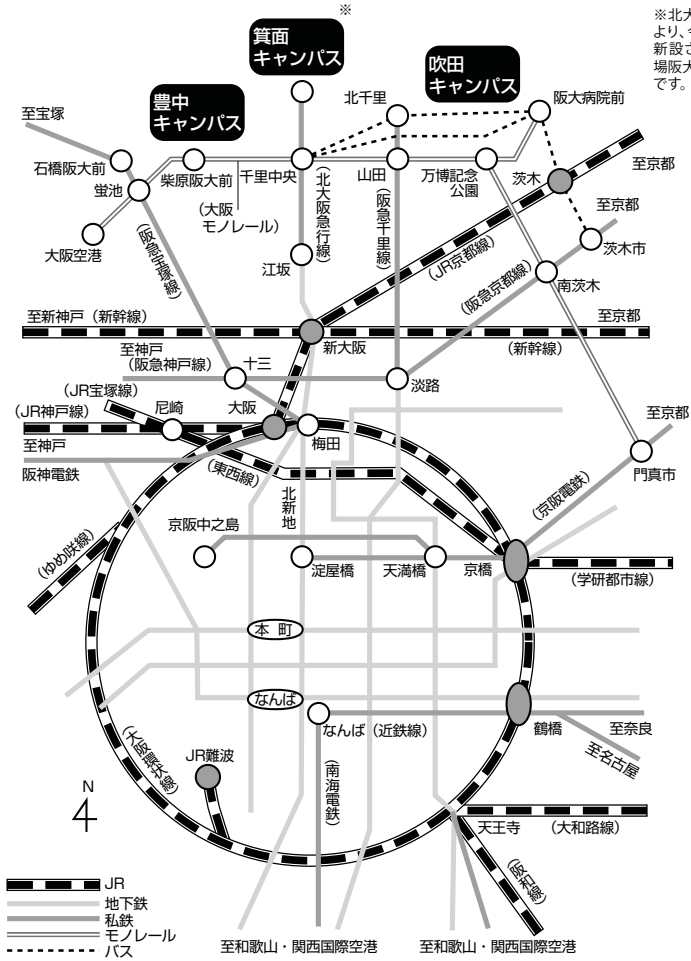 ※
※北大
より、今
新設さ
場阪大
です。
箕面
キャンパス
吹田
キャンパス
豊中
キャンパス
北千里
阪大病院前
至宝塚
石橋阪大前
蛍池
柴原阪大前
千里中央
山田
万博記念
公園
茨木
至京都
至京都
茨木市
南茨木
大阪空港
(大阪
モノレール)
(北大阪急行線)
(阪急千里線)
(阪急宝塚線)
江坂
(JR京都線)
(阪急京都線)
至新神戸(新幹線)
新大阪
至京都
(新幹線)
至神戸
(阪急神戸線)
十三
淡路
(JR宝塚線)
(JR神戸線)
尼崎
大阪
梅田
至神戸
阪神電鉄
(東西線)
北新地
至京都
門真市
(京阪電鉄)
京阪中之島
淀屋橋
天満橋
京橋
(学研都市線)
(ゆめ咲線)
本町
なんば
なんば(近鉄線)
鶴橋
至奈良
至名古屋
(大阪環状線)
JR難波
(南海電鉄)
天王寺
(大和路線)
(阪和線)
N
JR
地下鉄
私鉄
モノレール
バス
至和歌山・関西国際空港
至和歌山・関西国際空港